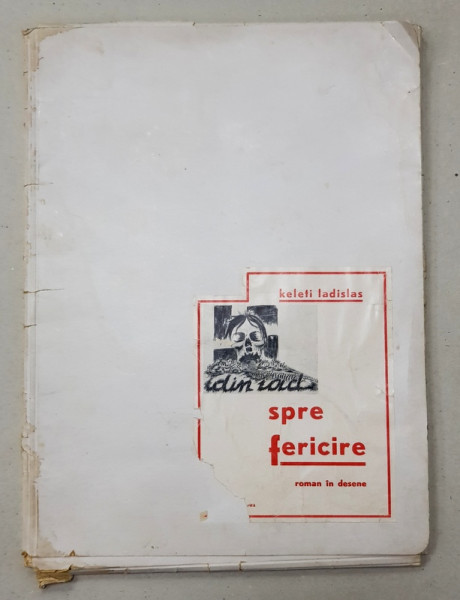 keleti ladislas
din iad..
spre
fericire
roman în desene